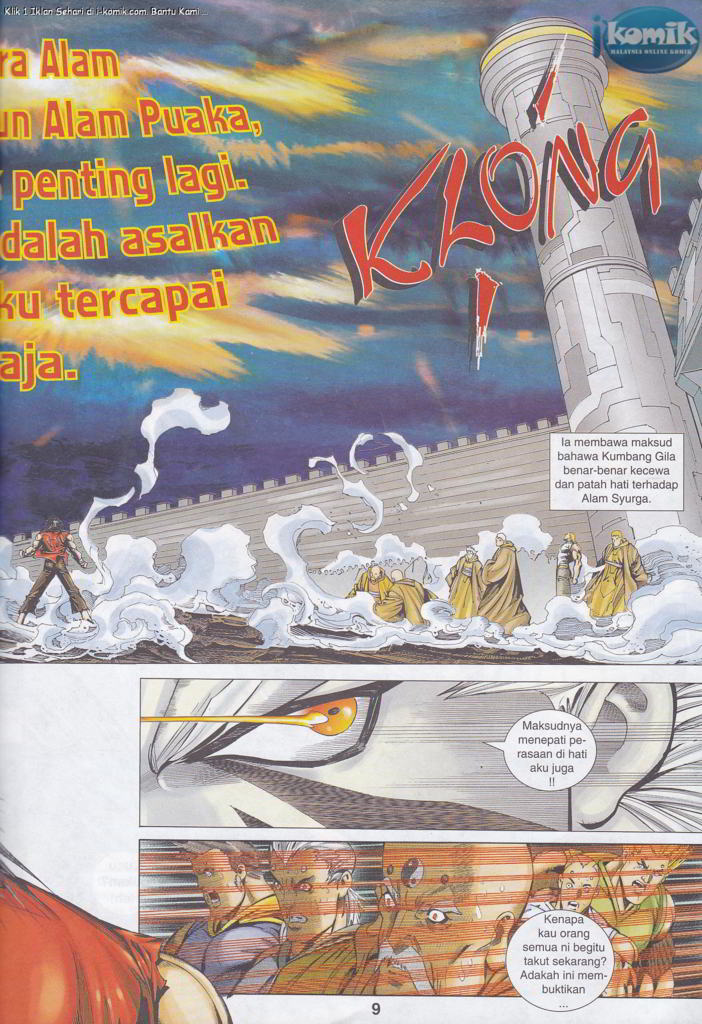 Klik 1 Iklan Sehari di i-komik.com. Bantu Kami...
ikomik
MALAYSIA ONLINE KOMIK
ra Alam
un Alam Puaka,
penting lagi.
dalah asalkan
ku tercapai
aja.
KLONG
Ia membawa maksud
bahawa Kumbang Gila
benar-benar kecewa
dan patah hati terhadap
Alam Syurga.
Maksudnya
menepati pe-
rasaan di hati
aku juga
!!
Kenapa
kau orang
semua ni begitu
takut sekarang?
Adakah ini mem-
buktikan
...
9